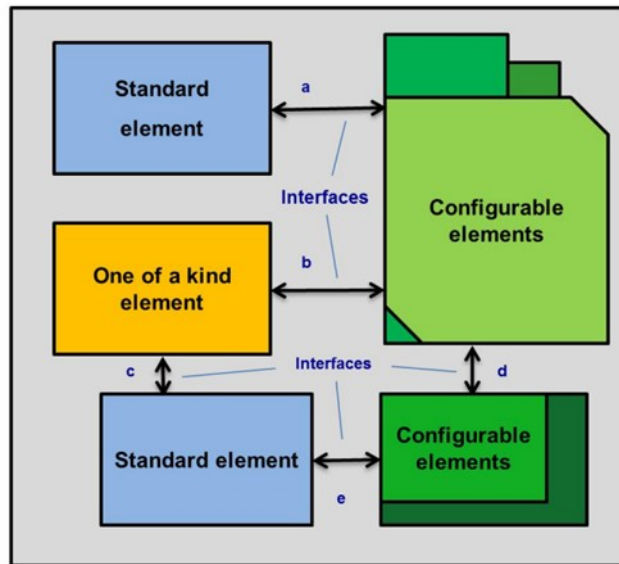 Standard
element
a
Interfaces
Configurable
elements
One of a kind
element
b
Interfaces
c
d
Standard element
Configurable
elements
e